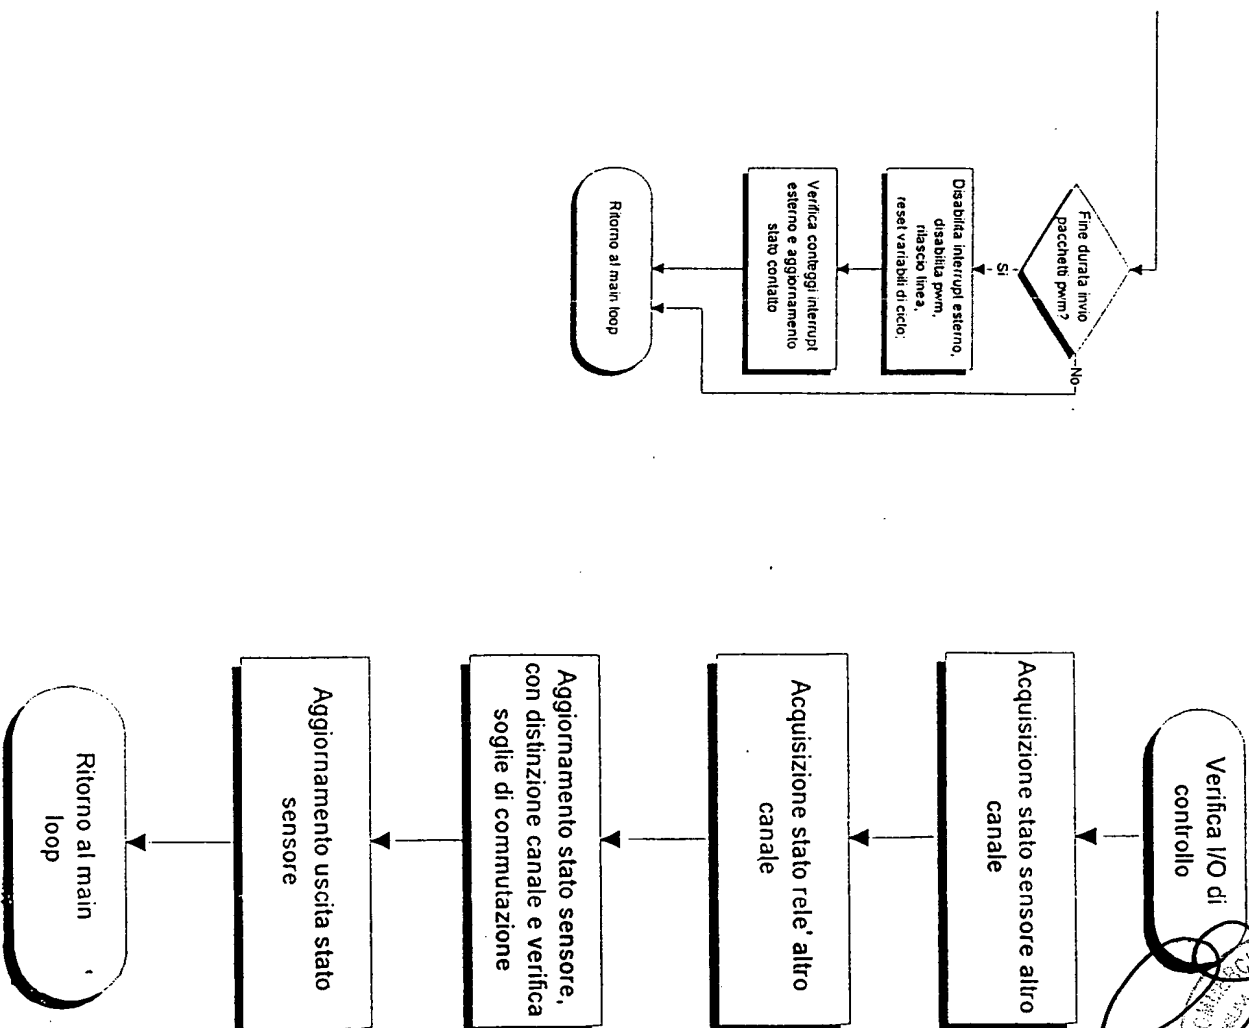 Fine durata invio
pacchetti pwm?
Si
No
Disabilita interrupt esterno,
disabilita pwm,
rilascio linea,
reset variabili di ciclo;
Verifica conteggi interrupt
esterno e aggiornamento
stato contatto
Ritorno al main loop
Verifica I/O di
controllo
Acquisizione stato sensore altro
canale
Acquisizione stato rele' altro
canale
Aggiornamento stato sensore,
con distinzione canale e verifica
soglie di commutazione
Aggiornamento uscita stato
sensore
Ritorno al main
loop